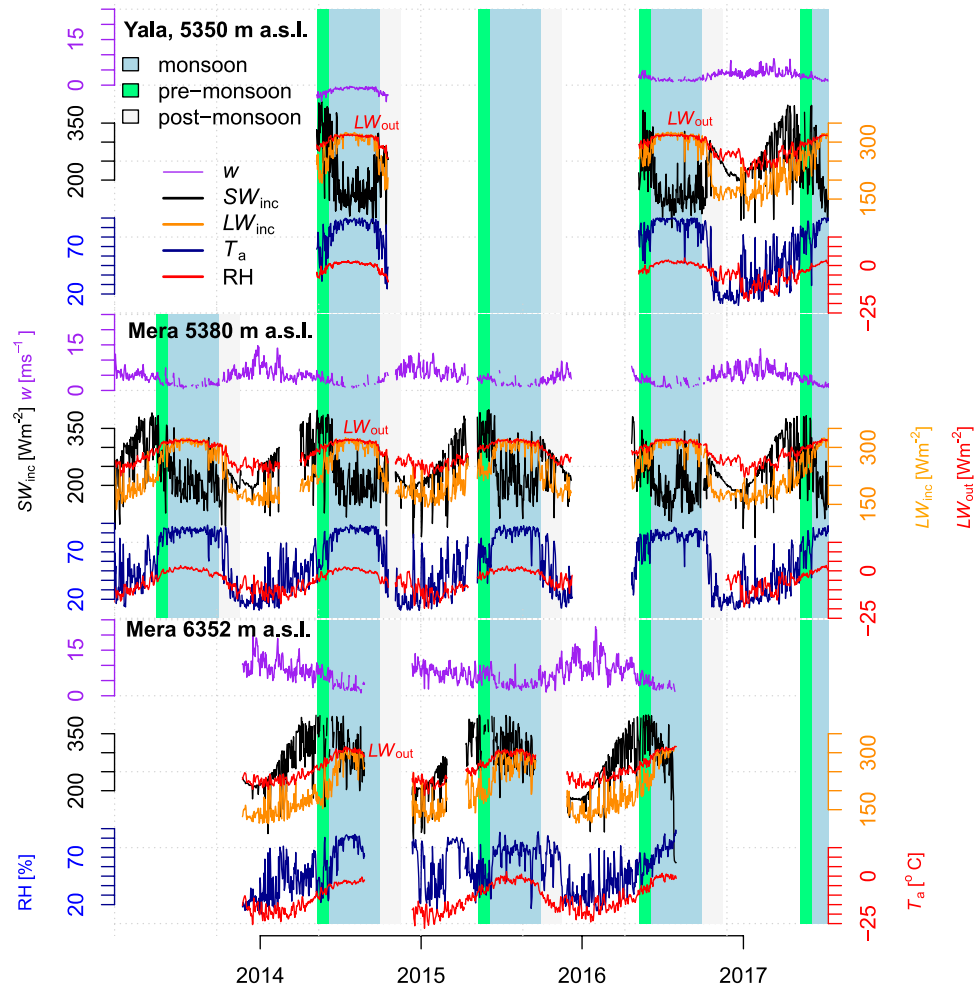 Yala, 5350 m a.s.l.
monsoon
pre−monsoon
post−monsoon
w
SWinc
LWinc
Ta
RH
LWout
LWout
0 15
200 350
20 70
150 300
−25 0
Mera 5380 m a.s.l.
LWout
w [ms−1]
0 15
SWinc [Wm−2]
200 350
20 70
150 300
−25 0
LWinc [Wm−2]
LWout [Wm−2]
Mera 6352 m a.s.l.
LWout
0 15
200 350
RH [%]
20 70
150 300
−25 0
Ta [o C]
2014 2015 2016 2017